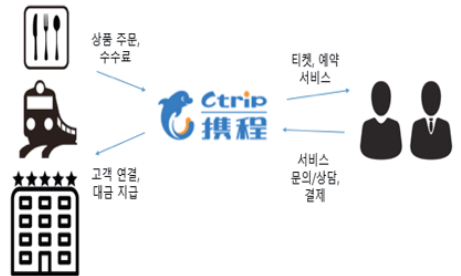 상품 주문,
수수료
티켓, 예약
서비스
Ctrip
携程
고객 연결,
대금 지급
서비스
문의/상담,
결제